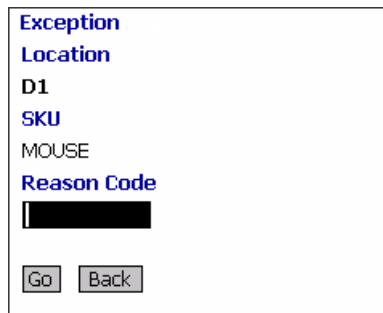 Exception
Location
D1
SKU
MOUSE
Reason Code
Go Back